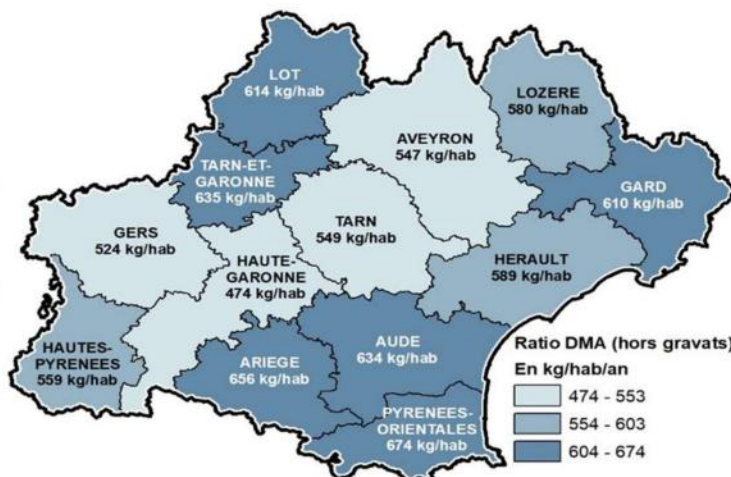 LOT
614 kg/hab
LOZERE
580 kg/hab
AVEYRON
547 kg/hab
TARN-ET-
GARONNE
635 kg/hab
GARD
610 kg/hab
GERS
524 kg/hab
TARN
549 kg/hab
HAUTE-
GARONNE
474 kg/hab
HERAULT
589 kg/hab
HAUTES-
PYRENEES
559 kg/hab
ARIEGE
656 kg/hab
AUDE
634 kg/hab
PYRENEES-
ORIENTALES
674 kg/hab
Ratio DMA (hors gravats)
En kg/hab/an
474 - 553
554 - 603
604 - 674